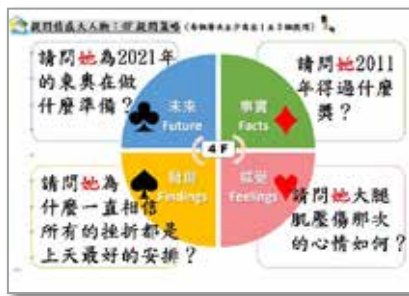 請問她為2021年
的東奧在做
什麼準備？
請問她2011
年得過什麼
獎？
未來
Future
事實
Facts
4 F
發現
Findings
感受
Feelings
請問她為
什麼一直相信
所有的挫折都是
上天最好的安排？
請問她大腿
肌壓傷那次
的心情如何？